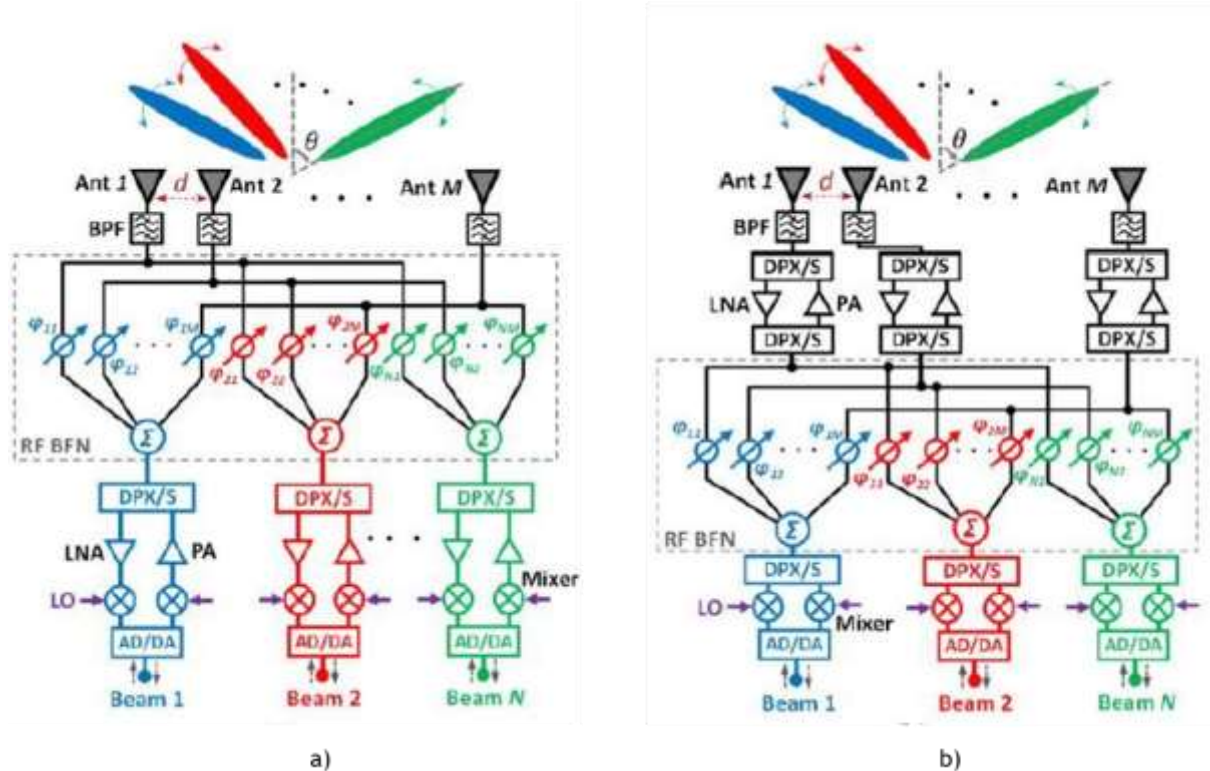 θ
Ant 1 d Ant 2 Ant M
BPF
φ11 φ1M φ2M φNM
φ12 φ21 φ22 φN1 φN2
Σ Σ Σ
RF BFN
DPX/S DPX/S DPX/S
LNA PA
Mixer
LO
AD/DA AD/DA AD/DA
Beam 1 Beam 2 Beam N
a)
θ
Ant 1 d Ant 2 Ant M
BPF
DPX/S DPX/S DPX/S
LNA PA
DPX/S DPX/S DPX/S
φ1M φ2M φNM
φ12 φ22 φN1
Σ Σ Σ
RF BFN
DPX/S DPX/S DPX/S
LO
Mixer
AD/DA AD/DA AD/DA
Beam 1 Beam 2 Beam N
b)